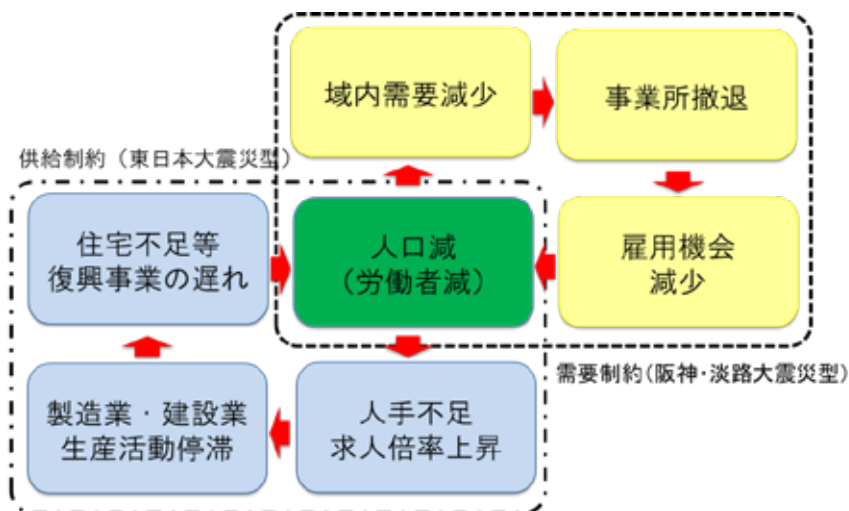 域内需要減少
事業所撤退
供給制約（東日本大震災型）
住宅不足等
復興事業の遅れ
人口減
（労働者減）
雇用機会
減少
需要制約(阪神･淡路大震災型)
製造業・建設業
生産活動停滞
人手不足
求人倍率上昇